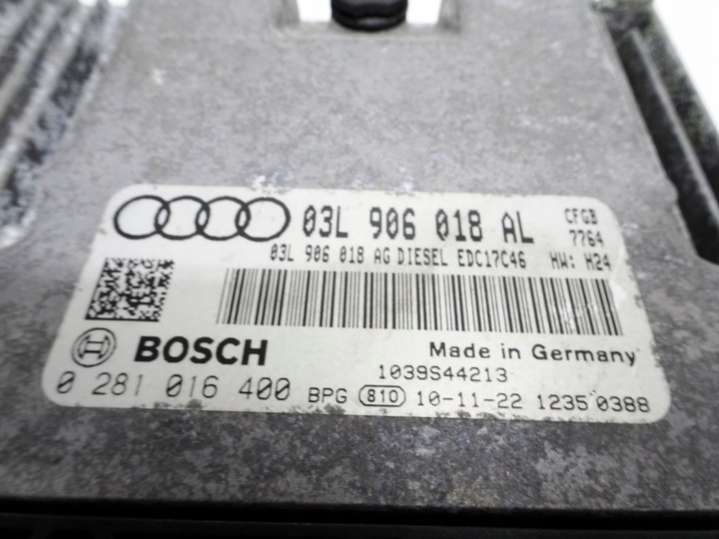 03L 906 018 AL CFGB
7764
03L 906 018 AG DIESEL EDC17C46 HW: H24
BOSCH Made in Germany
1039S44213
0 281 016 400 BPG 810 10-11-22 1235 0388